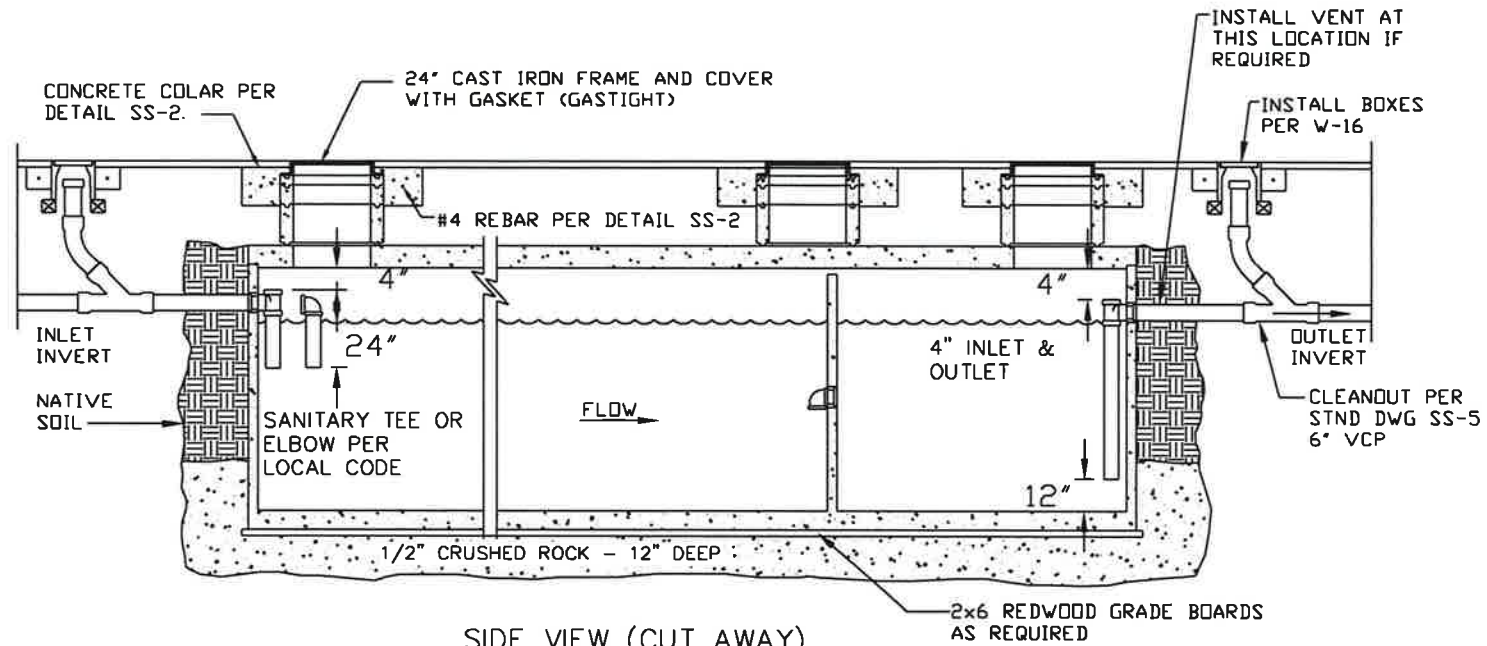 INSTALL VENT AT
THIS LOCATION IF
REQUIRED
24" CAST IRON FRAME AND COVER
WITH GASKET (GASTIGHT)
CONCRETE COLAR PER
DETAIL SS-2.
INSTALL BOXES
PER W-16
#4 REBAR PER DETAIL SS-2
4"
4"
INLET
INVERT
24"
4" INLET &
OUTLET
OUTLET
INVERT
NATIVE
SOIL
SANITARY TEE OR
ELBOW PER
LOCAL CODE
FLOW
CLEANOUT PER
STND DWG SS-5
6" VCP
12"
1/2" CRUSHED ROCK - 12" DEEP
2x6 REDWOOD GRADE BOARDS
AS REQUIRED
SIDE VIEW (CUT AWAY)